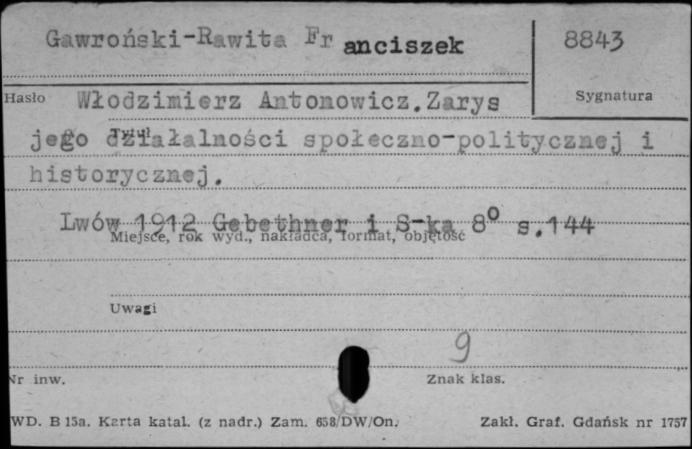 Gawroński-Rawita Franciszek
8843
Hasło
Sygnatura
Włodzimierz Antonowicz.Zarys
Tytuł
jego działalności społeczno-politycznej i
historycznej.
Lwów 1912 Gebethner i S-ka 8° s.144
Miejsce, rok wyd., nakładca, format, objętość
Uwagi
9
Nr inw.
Znak klas.
WD. B 15a. Karta katal. (z nadr.) Zam. 658/DW/On.
Zakł. Graf. Gdańsk nr 1757